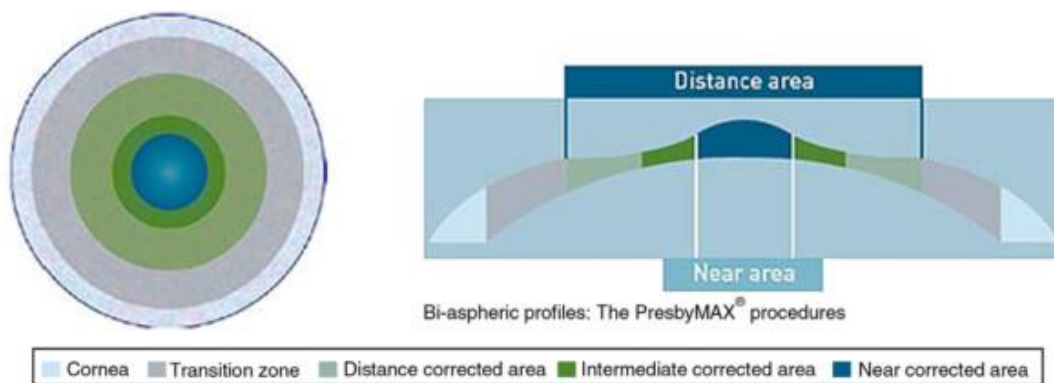 Distance area
Near area
Bi-aspheric profiles: The PresbyMAX® procedures
Cornea Transition zone Distance corrected area Intermediate corrected area Near corrected area